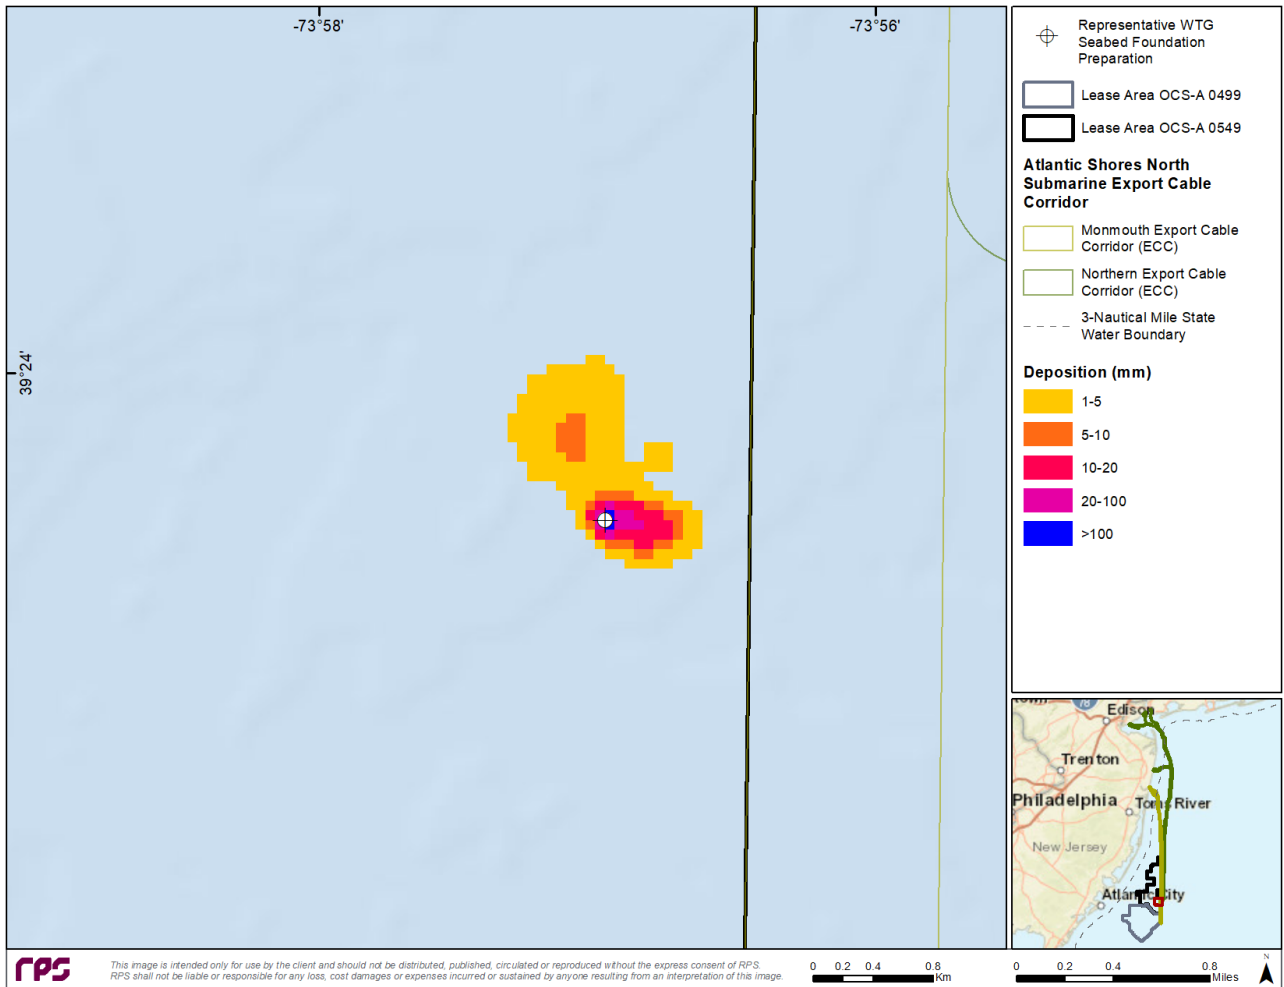 -73°58'
-73°56'
39°24'
Representative WTG
Seabed Foundation
Preparation
Lease Area OCS-A 0499
Lease Area OCS-A 0549
Atlantic Shores North
Submarine Export Cable
Corridor
Monmouth Export Cable
Corridor (ECC)
Northern Export Cable
Corridor (ECC)
3-Nautical Mile State
Water Boundary
Deposition (mm)
1-5
5-10
10-20
20-100
>100
78
Edison
Trenton
Philadelphia
Toms River
New Jersey
Atlantic City
rps
This image is intended only for use by the client and should not be distributed, published, circulated or reproduced without the express consent of RPS.
RPS shall not be liable or responsible for any loss, cost damages or expenses incurred or sustained by anyone resulting from an interpretation of this image.
0 0.2 0.4 0.8
Km
0 0.2 0.4 0.8
Miles
N